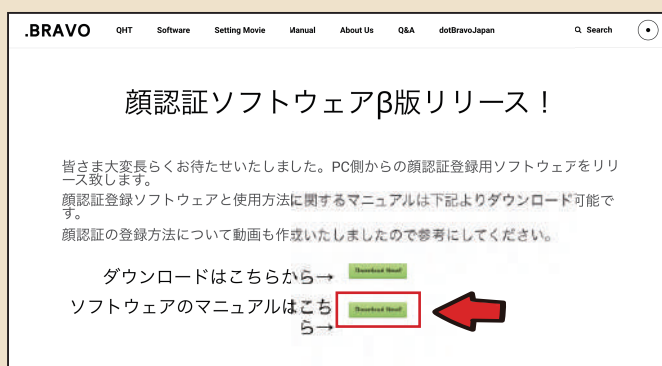 .BRAVO QHT Software Setting Movie Manual About Us Q&A dotBravoJapan Search
顔認証ソフトウェアβ版リリース！
皆さま大変長らくお待たせいたしました。PC側からの顔認証登録用ソフトウェアをリリ
ース致します。
顔認証登録ソフトウェアと使用方法に関するマニュアルは下記よりダウンロード可能で
す。
顔認証の登録方法について動画も作成いたしましたので参考にしてください。
ダウンロードはこちらから→ Download Now!
ソフトウェアのマニュアルはこち
ら→ Download Now!